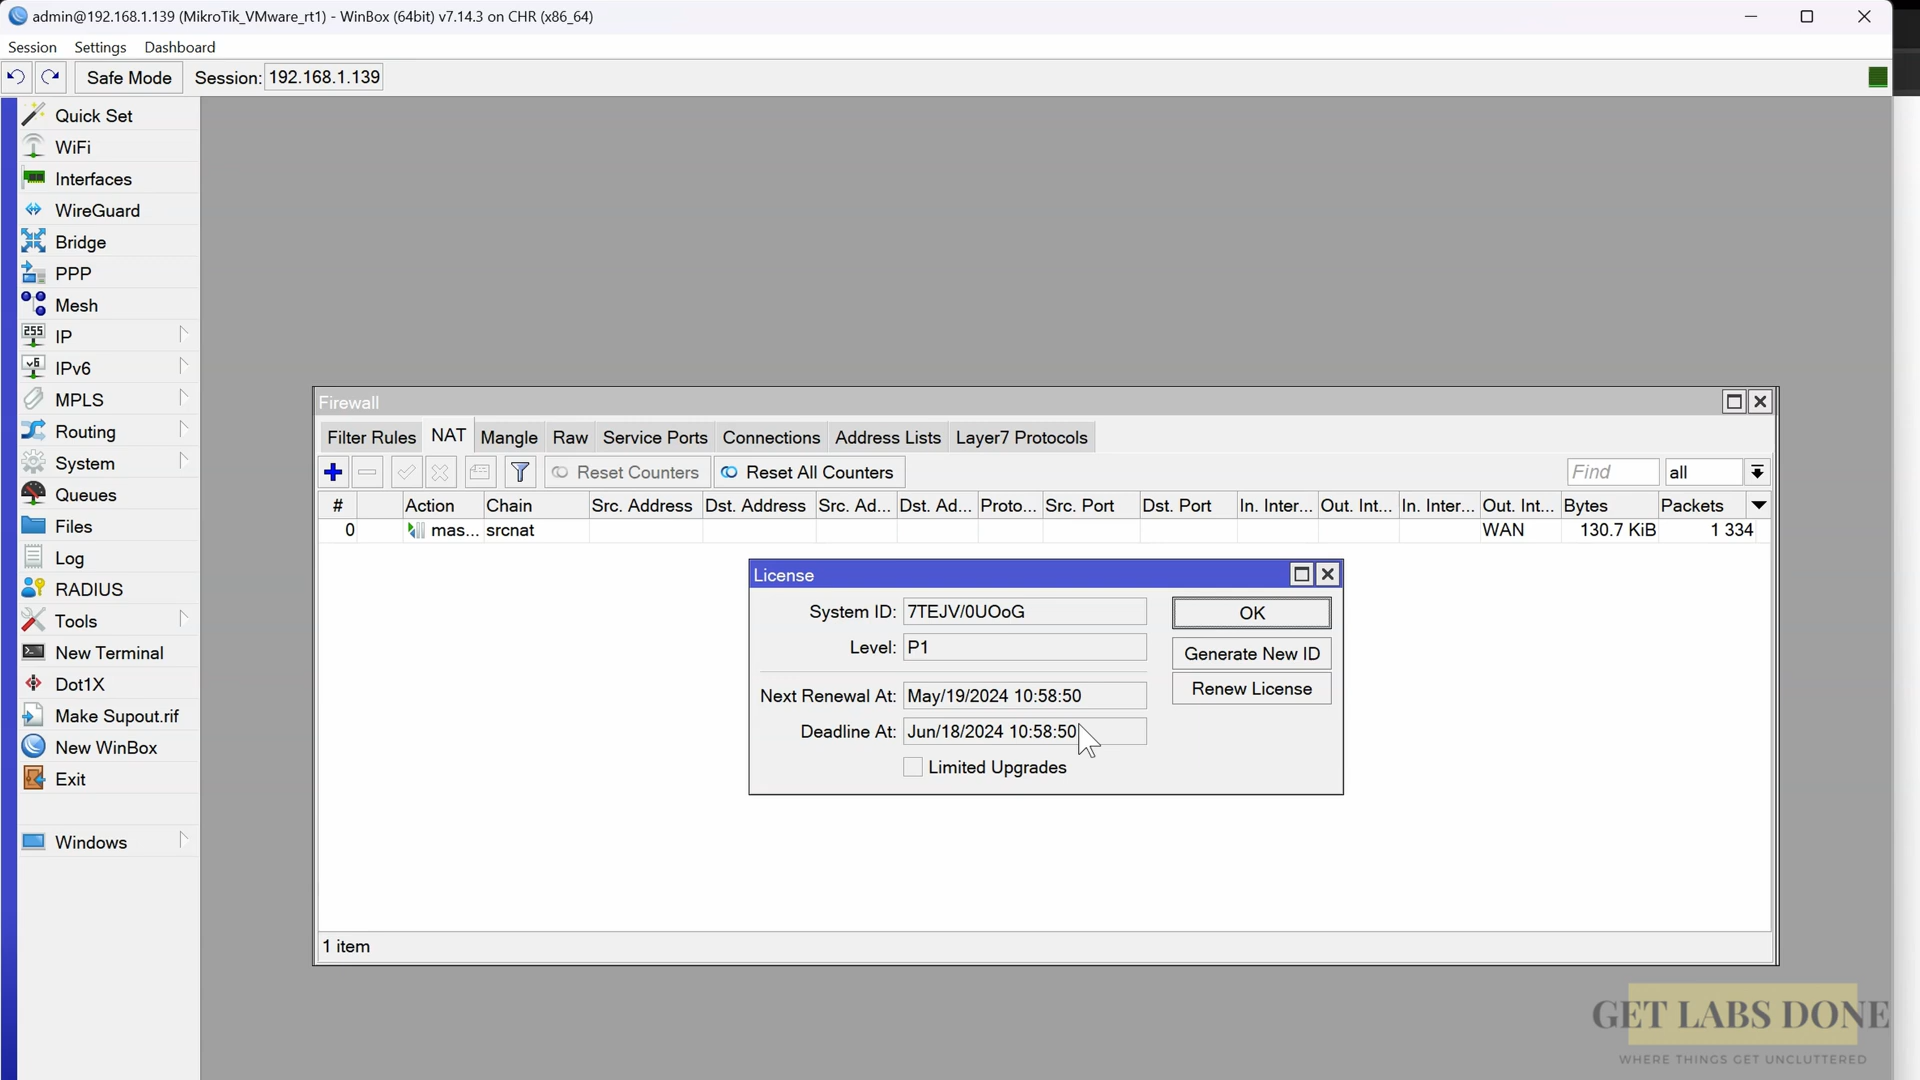 admin@192.168.1.139 (MikroTik_VMware_rt1) - WinBox (64bit) v7.14.3 on CHR (x86_64)
Session Settings Dashboard
Safe Mode Session: 192.168.1.139
Quick Set
WiFi
Interfaces
WireGuard
Bridge
PPP
Mesh
255 IP
v6 IPv6
MPLS
Routing
System
Queues
Files
Log
RADIUS
Tools
New Terminal
Dot1X
Make Supout.rif
New WinBox
Exit
Windows
Firewall
Filter Rules NAT Mangle Raw Service Ports Connections Address Lists Layer7 Protocols
Reset Counters Reset All Counters Find all
# Action Chain Src. Address Dst. Address Src. Ad... Dst. Ad... Proto... Src. Port Dst. Port In. Inter... Out. Int... In. Inter... Out. Int... Bytes Packets
0 mas... srcnat WAN 130.7 KiB 1 334
License
System ID: 7TEJV/0UOoG OK
Level: P1 Generate New ID
Next Renewal At: May/19/2024 10:58:50 Renew License
Deadline At: Jun/18/2024 10:58:50
Limited Upgrades
1 item
GET LABS DONE
WHERE THINGS GET UNCLUTTERED